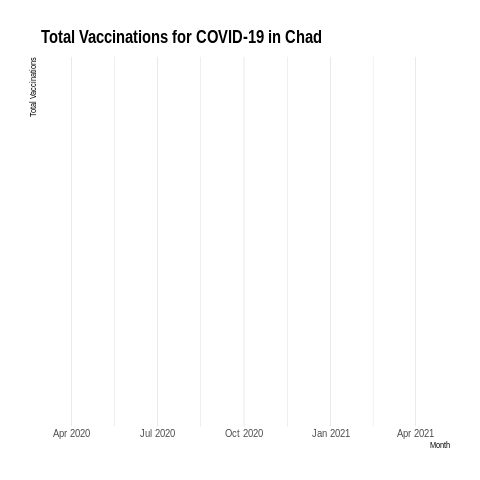 Total Vaccinations for COVID-19 in Chad
Total Vaccinations
Apr 2020 Jul 2020 Oct 2020 Jan 2021 Apr 2021
Month